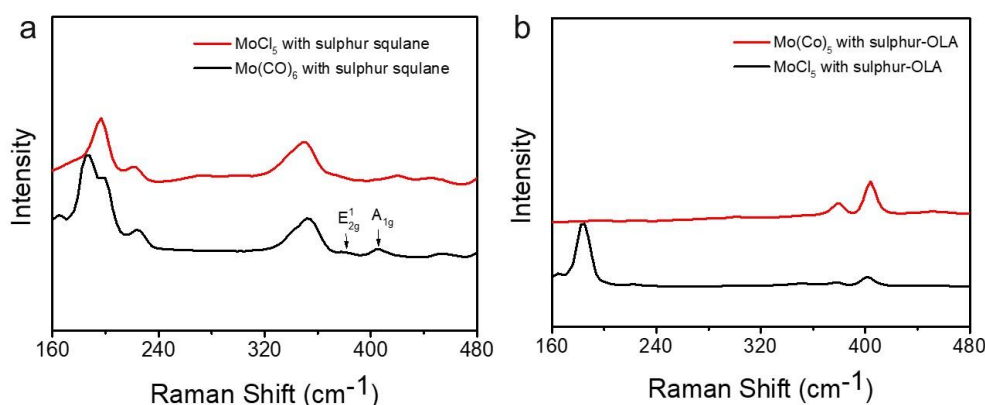 a
MoCl5 with sulphur squlane
Mo(CO)6 with sulphur squlane
E12g
A1g
Intensity
160 240 320 400 480
Raman Shift (cm-1)
b
Mo(Co)5 with sulphur-OLA
MoCl5 with sulphur-OLA
Intensity
160 240 320 400 480
Raman Shift (cm-1)